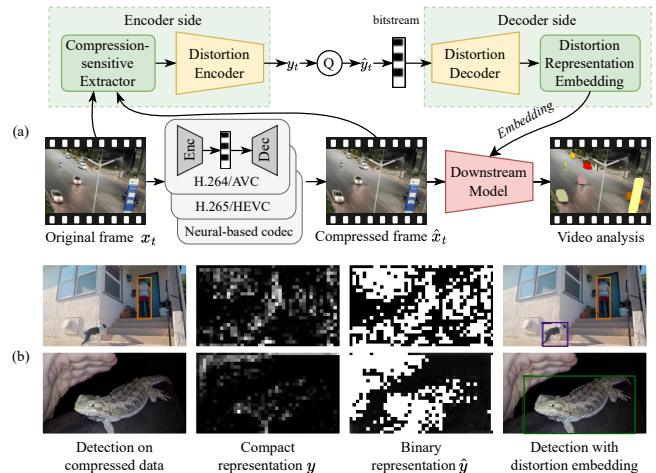 Encoder side
Compression-
sensitive
Extractor
Distortion
Encoder
y_t
Q
ŷ_t
bitstream
Decoder side
Distortion
Decoder
Distortion
Representation
Embedding
Embedding
(a)
Enc
Dec
H.264/AVC
H.265/HEVC
Neural-based codec
Downstream
Model
Original frame x_t
Compressed frame x̂_t
Video analysis
(b)
Detection on
compressed data
Compact
representation y
Binary
representation ŷ
Detection with
distortion embedding